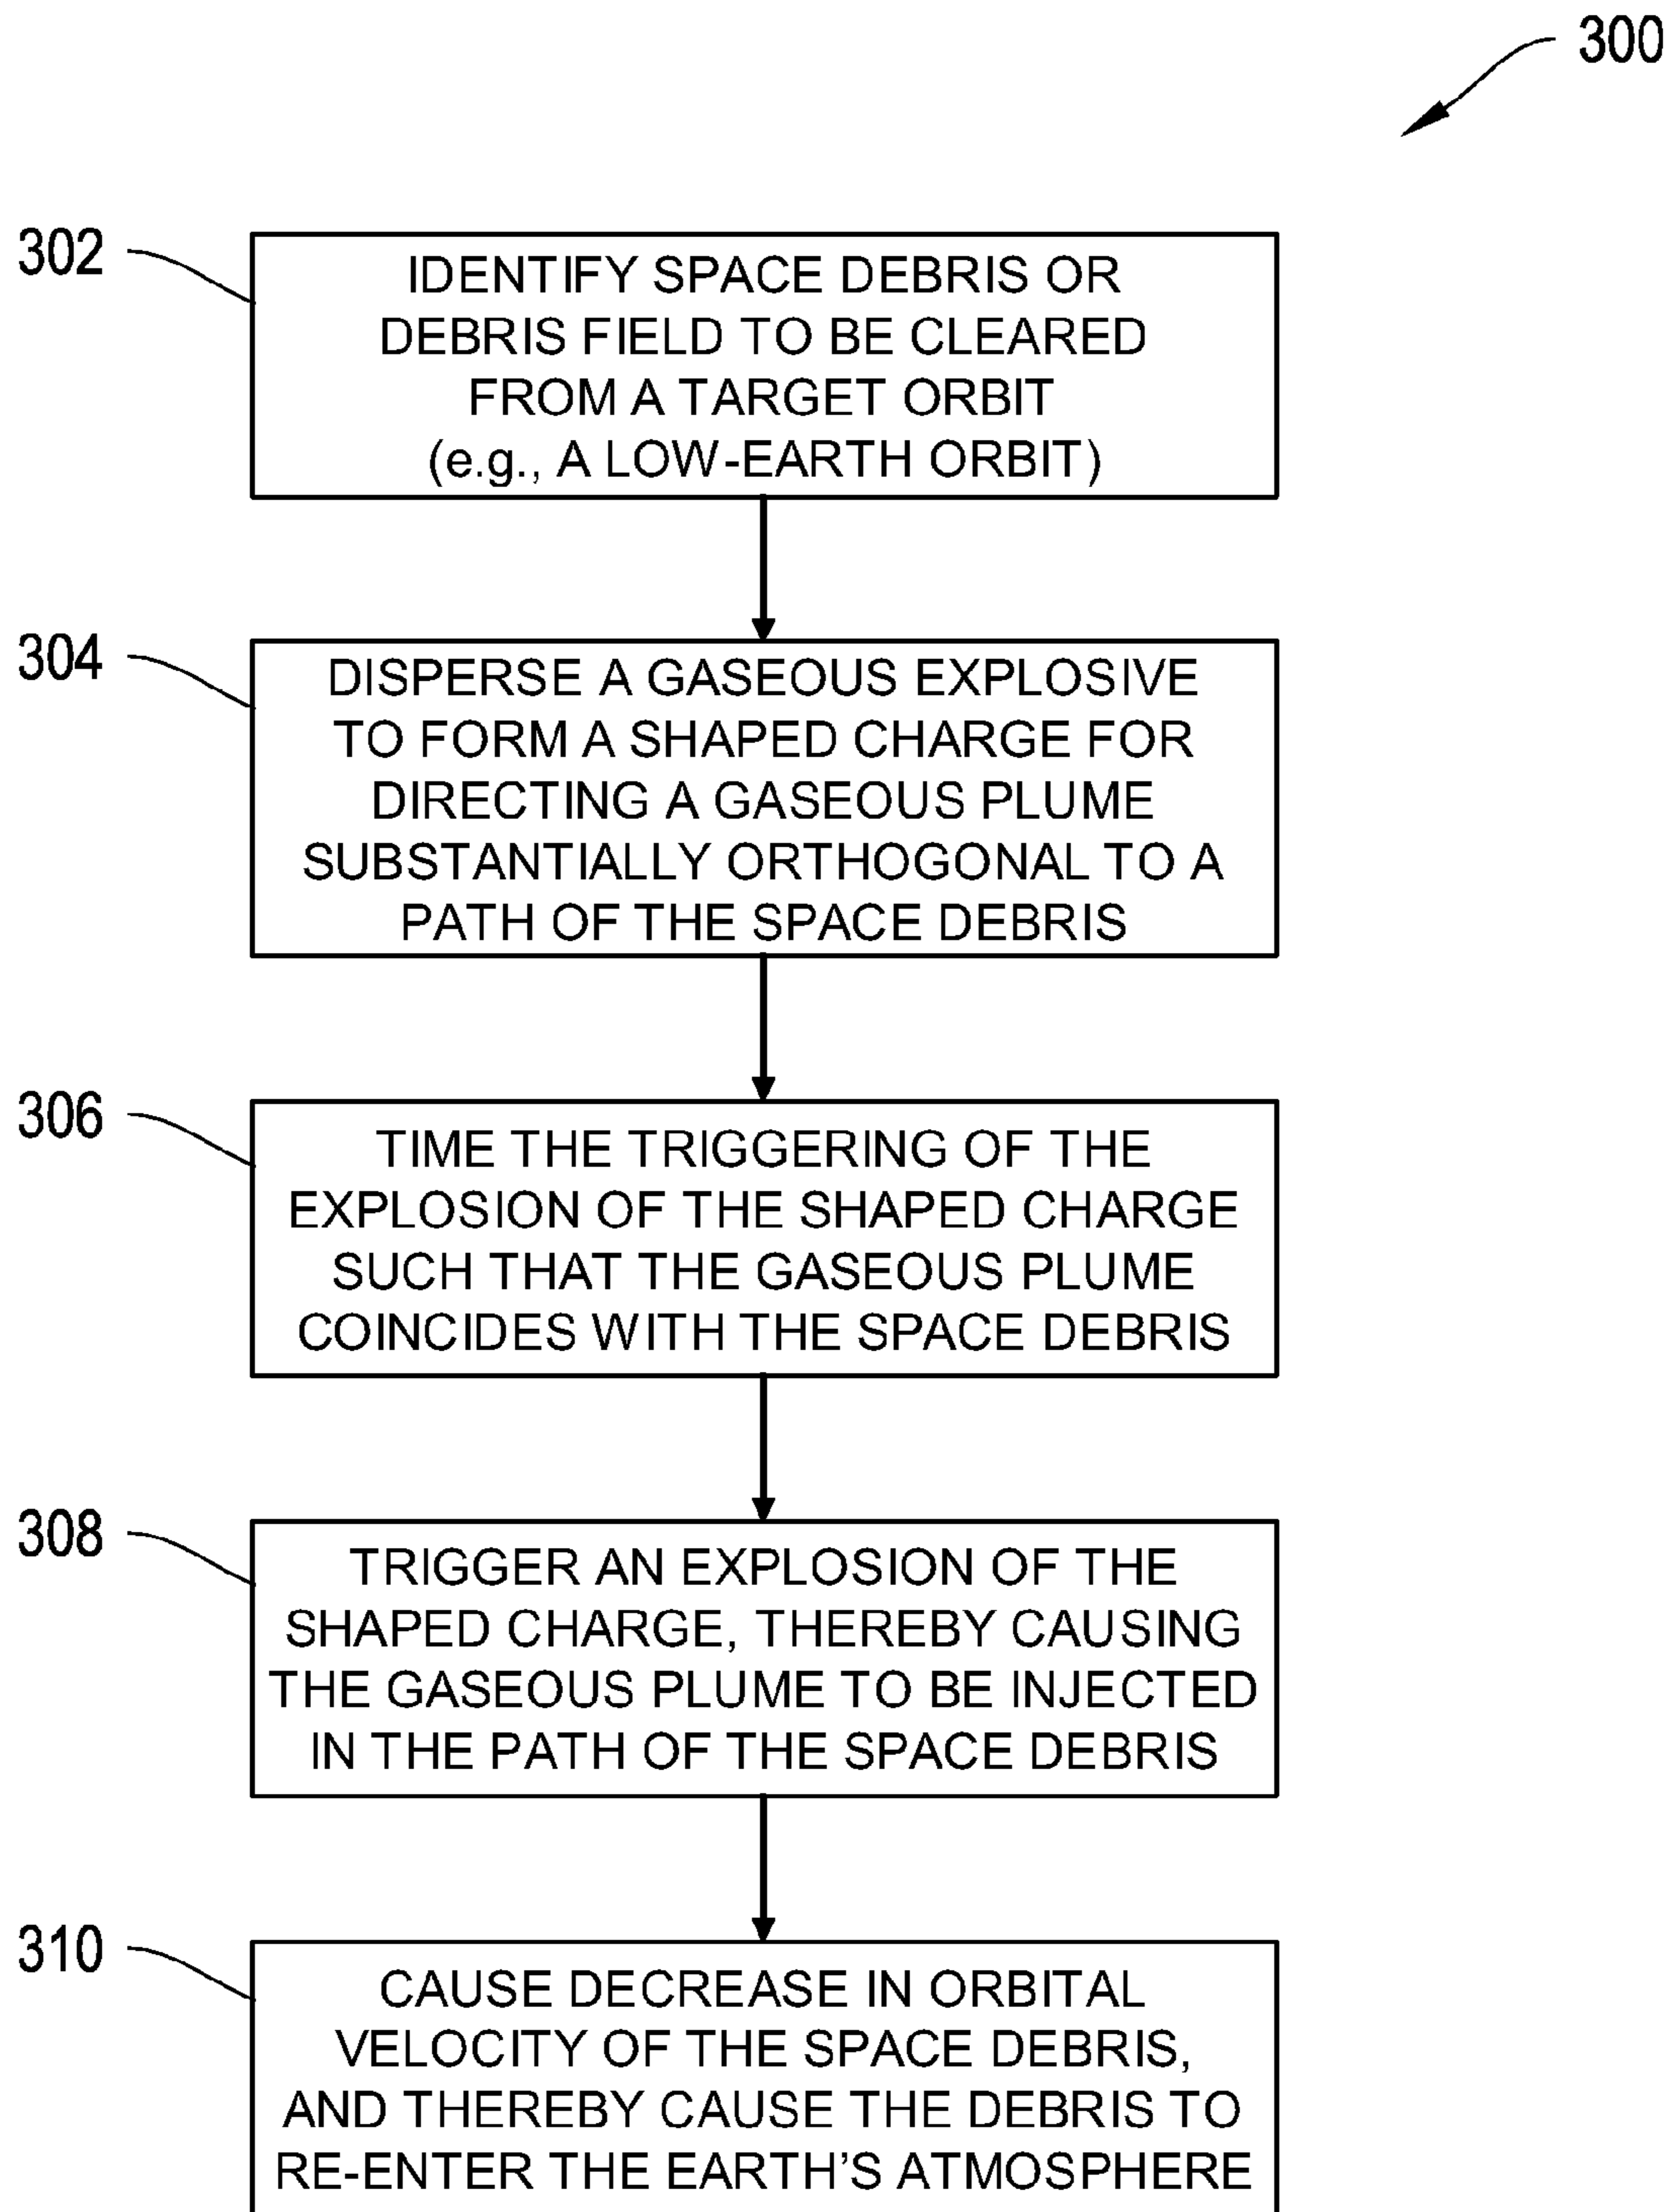 300
302
IDENTIFY SPACE DEBRIS OR
DEBRIS FIELD TO BE CLEARED
FROM A TARGET ORBIT
(e.g., A LOW-EARTH ORBIT)
304
DISPERSE A GASEOUS EXPLOSIVE
TO FORM A SHAPED CHARGE FOR
DIRECTING A GASEOUS PLUME
SUBSTANTIALLY ORTHOGONAL TO A
PATH OF THE SPACE DEBRIS
306
TIME THE TRIGGERING OF THE
EXPLOSION OF THE SHAPED CHARGE
SUCH THAT THE GASEOUS PLUME
COINCIDES WITH THE SPACE DEBRIS
308
TRIGGER AN EXPLOSION OF THE
SHAPED CHARGE, THEREBY CAUSING
THE GASEOUS PLUME TO BE INJECTED
IN THE PATH OF THE SPACE DEBRIS
310
CAUSE DECREASE IN ORBITAL
VELOCITY OF THE SPACE DEBRIS,
AND THEREBY CAUSE THE DEBRIS TO
RE-ENTER THE EARTH’S ATMOSPHERE